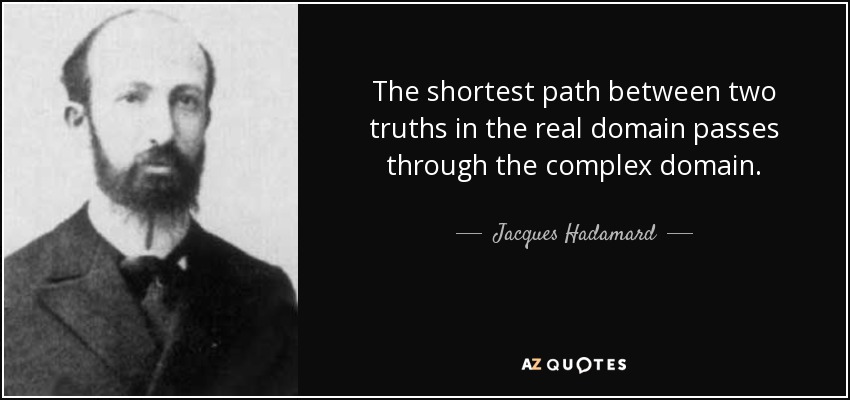 The shortest path between two
truths in the real domain passes
through the complex domain.
Jacques Hadamard
AZ QUOTES